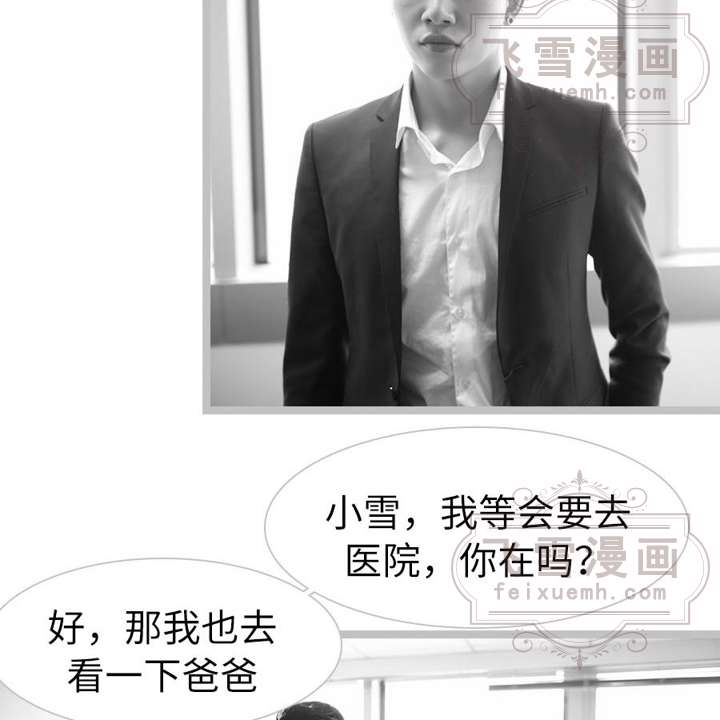 飞雪漫画
feixuemh.com
小雪，我等会要去
医院，你在吗？
飞雪漫画
feixuemh.com
好，那我也去
看一下爸爸